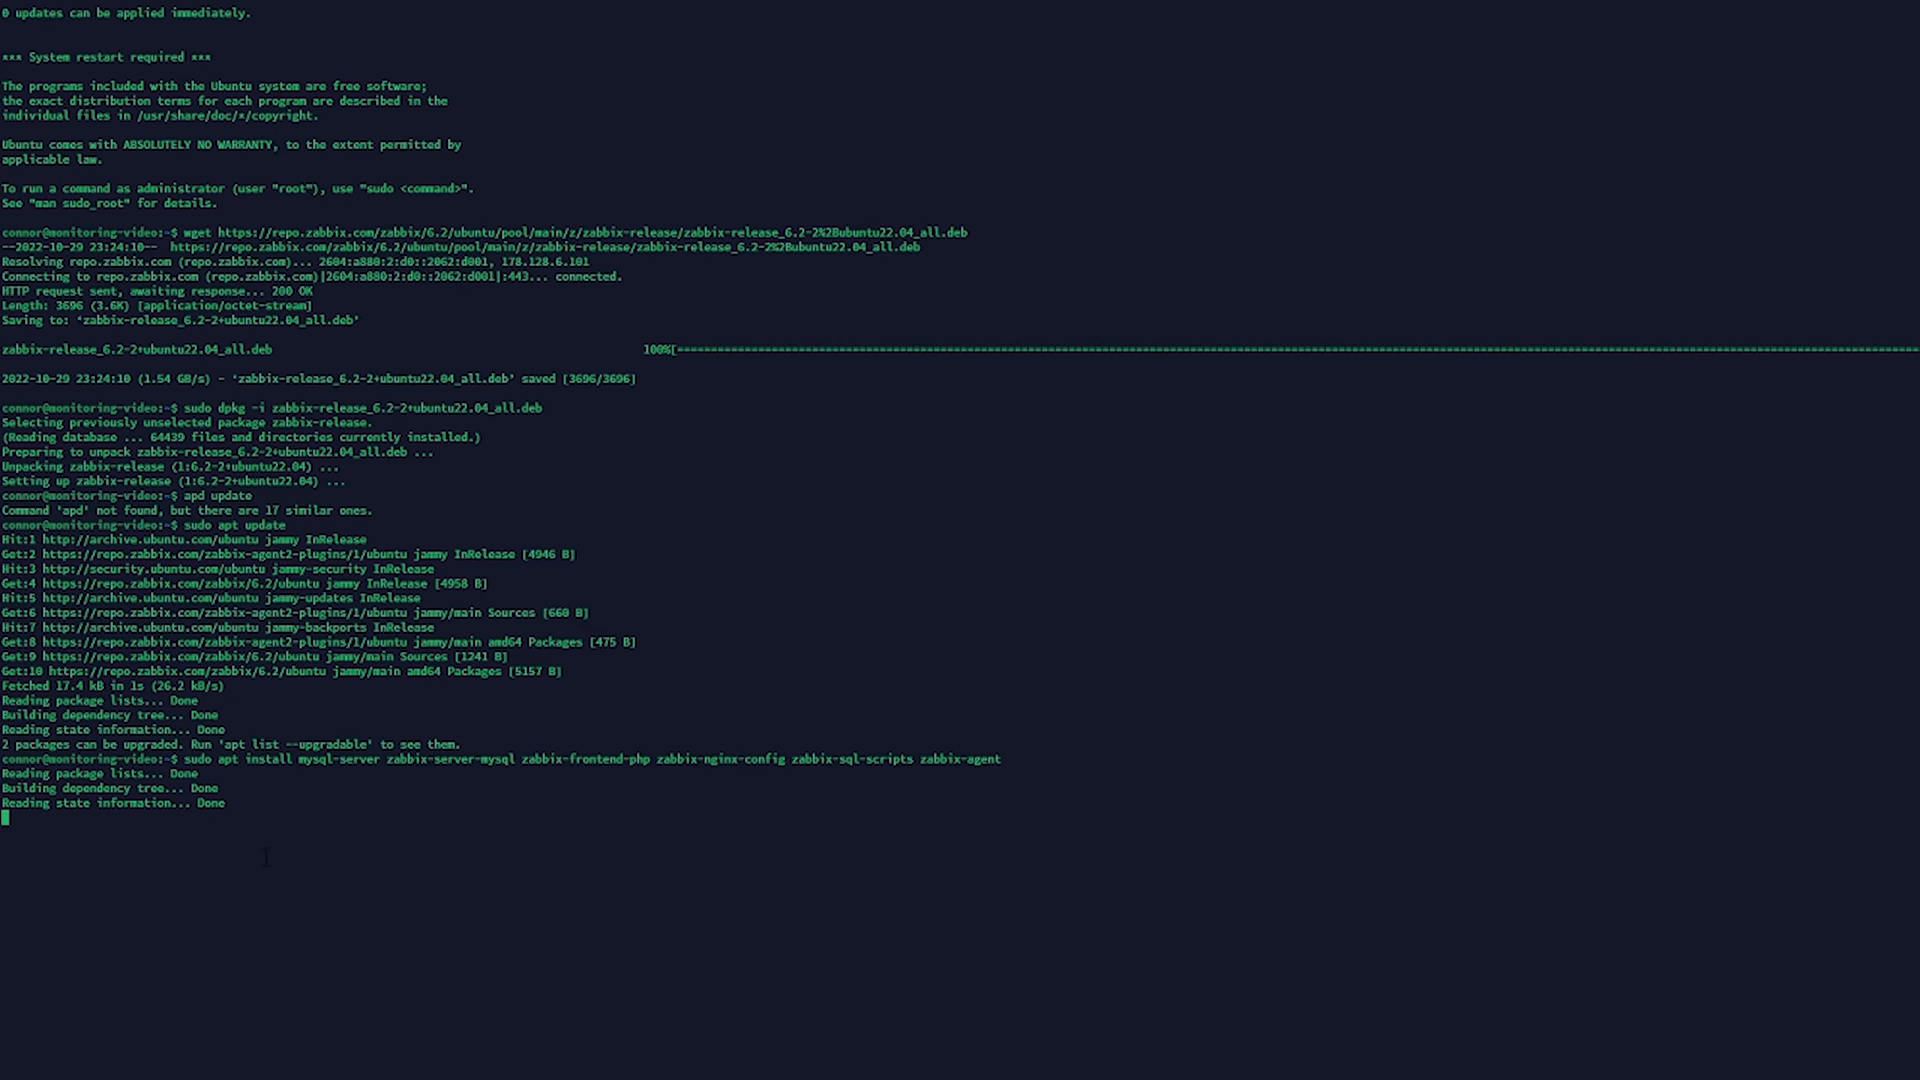 0 updates can be applied immediately.
*** System restart required ***
The programs included with the Ubuntu system are free software;
the exact distribution terms for each program are described in the
individual files in /usr/share/doc/*/copyright.
Ubuntu comes with ABSOLUTELY NO WARRANTY, to the extent permitted by
applicable law.
To run a command as administrator (user "root"), use "sudo <command>".
See "man sudo_root" for details.
connor@monitoring-video:~$ wget https://repo.zabbix.com/zabbix/6.2/ubuntu/pool/main/z/zabbix-release/zabbix-release_6.2-2%2Bubuntu22.04_all.deb
--2022-10-29 23:24:10--  https://repo.zabbix.com/zabbix/6.2/ubuntu/pool/main/z/zabbix-release/zabbix-release_6.2-2%2Bubuntu22.04_all.deb
Resolving repo.zabbix.com (repo.zabbix.com)... 2604:a880:2:d0::2062:d001, 178.128.6.101
Connecting to repo.zabbix.com (repo.zabbix.com)|2604:a880:2:d0::2062:d001|:443... connected.
HTTP request sent, awaiting response... 200 OK
Length: 3696 (3.6K) [application/octet-stream]
Saving to: ‘zabbix-release_6.2-2+ubuntu22.04_all.deb’
zabbix-release_6.2-2+ubuntu22.04_all.deb 100%[=====================================================================================================
2022-10-29 23:24:10 (1.54 GB/s) - ‘zabbix-release_6.2-2+ubuntu22.04_all.deb’ saved [3696/3696]
connor@monitoring-video:~$ sudo dpkg -i zabbix-release_6.2-2+ubuntu22.04_all.deb
Selecting previously unselected package zabbix-release.
(Reading database ... 64439 files and directories currently installed.)
Preparing to unpack zabbix-release_6.2-2+ubuntu22.04_all.deb ...
Unpacking zabbix-release (1:6.2-2+ubuntu22.04) ...
Setting up zabbix-release (1:6.2-2+ubuntu22.04) ...
connor@monitoring-video:~$ apd update
Command 'apd' not found, but there are 17 similar ones.
connor@monitoring-video:~$ sudo apt update
Hit:1 http://archive.ubuntu.com/ubuntu jammy InRelease
Get:2 https://repo.zabbix.com/zabbix-agent2-plugins/1/ubuntu jammy InRelease [4946 B]
Hit:3 http://security.ubuntu.com/ubuntu jammy-security InRelease
Get:4 https://repo.zabbix.com/zabbix/6.2/ubuntu jammy InRelease [4958 B]
Hit:5 http://archive.ubuntu.com/ubuntu jammy-updates InRelease
Get:6 https://repo.zabbix.com/zabbix-agent2-plugins/1/ubuntu jammy/main Sources [660 B]
Hit:7 http://archive.ubuntu.com/ubuntu jammy-backports InRelease
Get:8 https://repo.zabbix.com/zabbix-agent2-plugins/1/ubuntu jammy/main amd64 Packages [475 B]
Get:9 https://repo.zabbix.com/zabbix/6.2/ubuntu jammy/main Sources [1241 B]
Get:10 https://repo.zabbix.com/zabbix/6.2/ubuntu jammy/main amd64 Packages [5157 B]
Fetched 17.4 kB in 1s (26.2 kB/s)
Reading package lists... Done
Building dependency tree... Done
Reading state information... Done
2 packages can be upgraded. Run 'apt list --upgradable' to see them.
connor@monitoring-video:~$ sudo apt install mysql-server zabbix-server-mysql zabbix-frontend-php zabbix-nginx-config zabbix-sql-scripts zabbix-agent
Reading package lists... Done
Building dependency tree... Done
Reading state information... Done